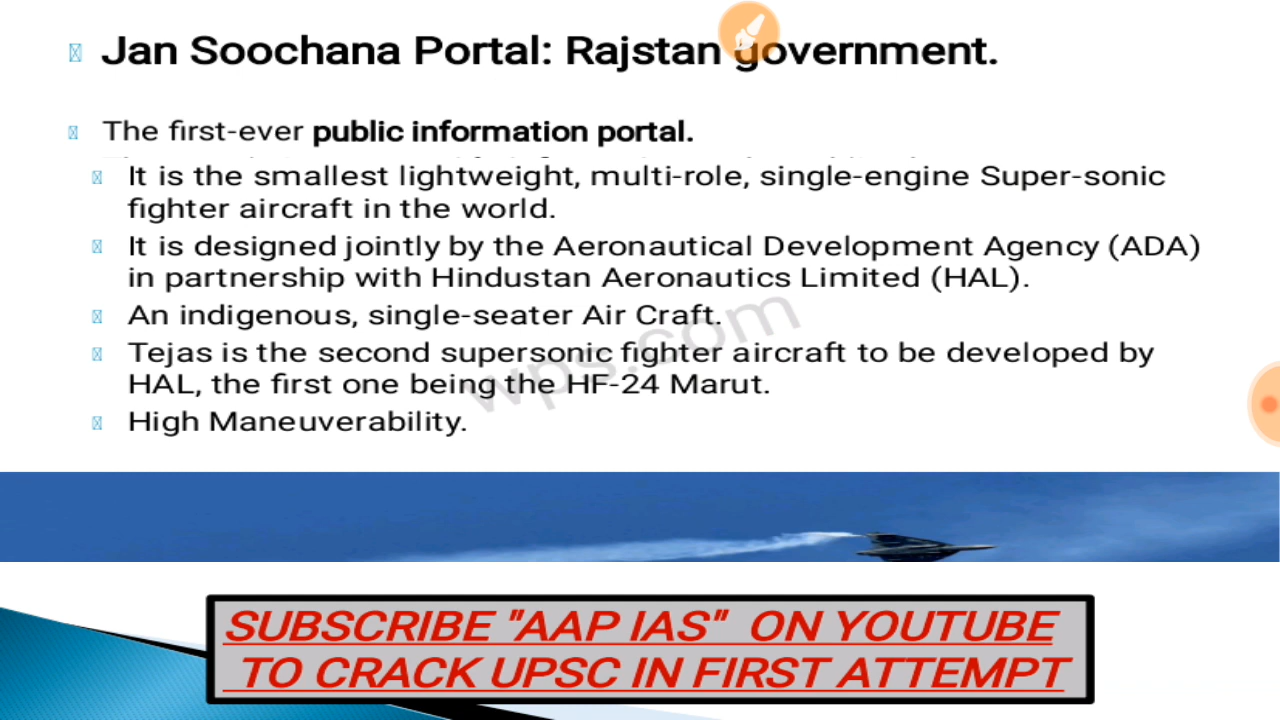 Jan Soochana Portal: Rajstan government.
The first-ever public information portal.
It is the smallest lightweight, multi-role, single-engine Super-sonic
fighter aircraft in the world.
It is designed jointly by the Aeronautical Development Agency (ADA)
in partnership with Hindustan Aeronautics Limited (HAL).
An indigenous, single-seater Air Craft.
Tejas is the second supersonic fighter aircraft to be developed by
HAL, the first one being the HF-24 Marut.
High Maneuverability.
wps.com
SUBSCRIBE "AAP IAS" ON YOUTUBE
TO CRACK UPSC IN FIRST ATTEMPT